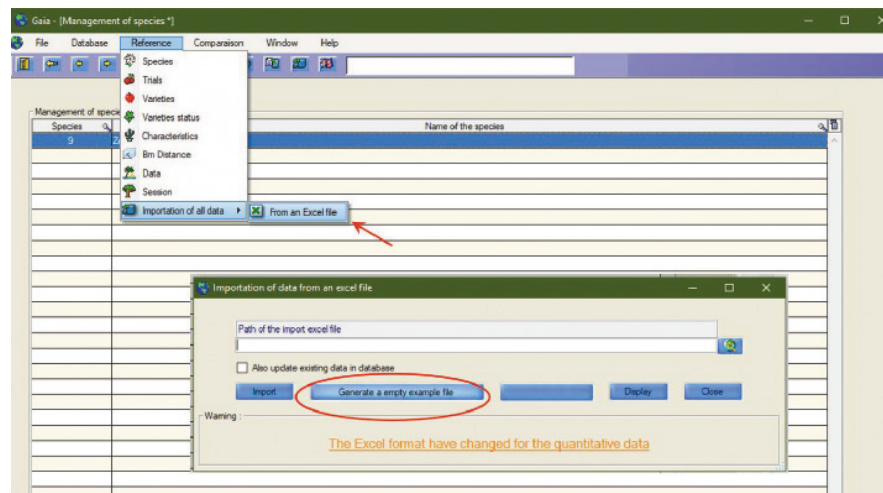 Gaia - [Management of species *]
File Database Reference Comparaison Window Help
Species
Trials
Varieties
Varieties status
Characteristics
Bm Distance
Data
Session
Importation of all data
From an Excel file
Management of specie
Species
Name of the species
9
Importation of data from an excel file
Path of the import excel file
Also update existing data in database
Import Generate a empty example file Display Close
Warning :
The Excel format have changed for the quantitative data